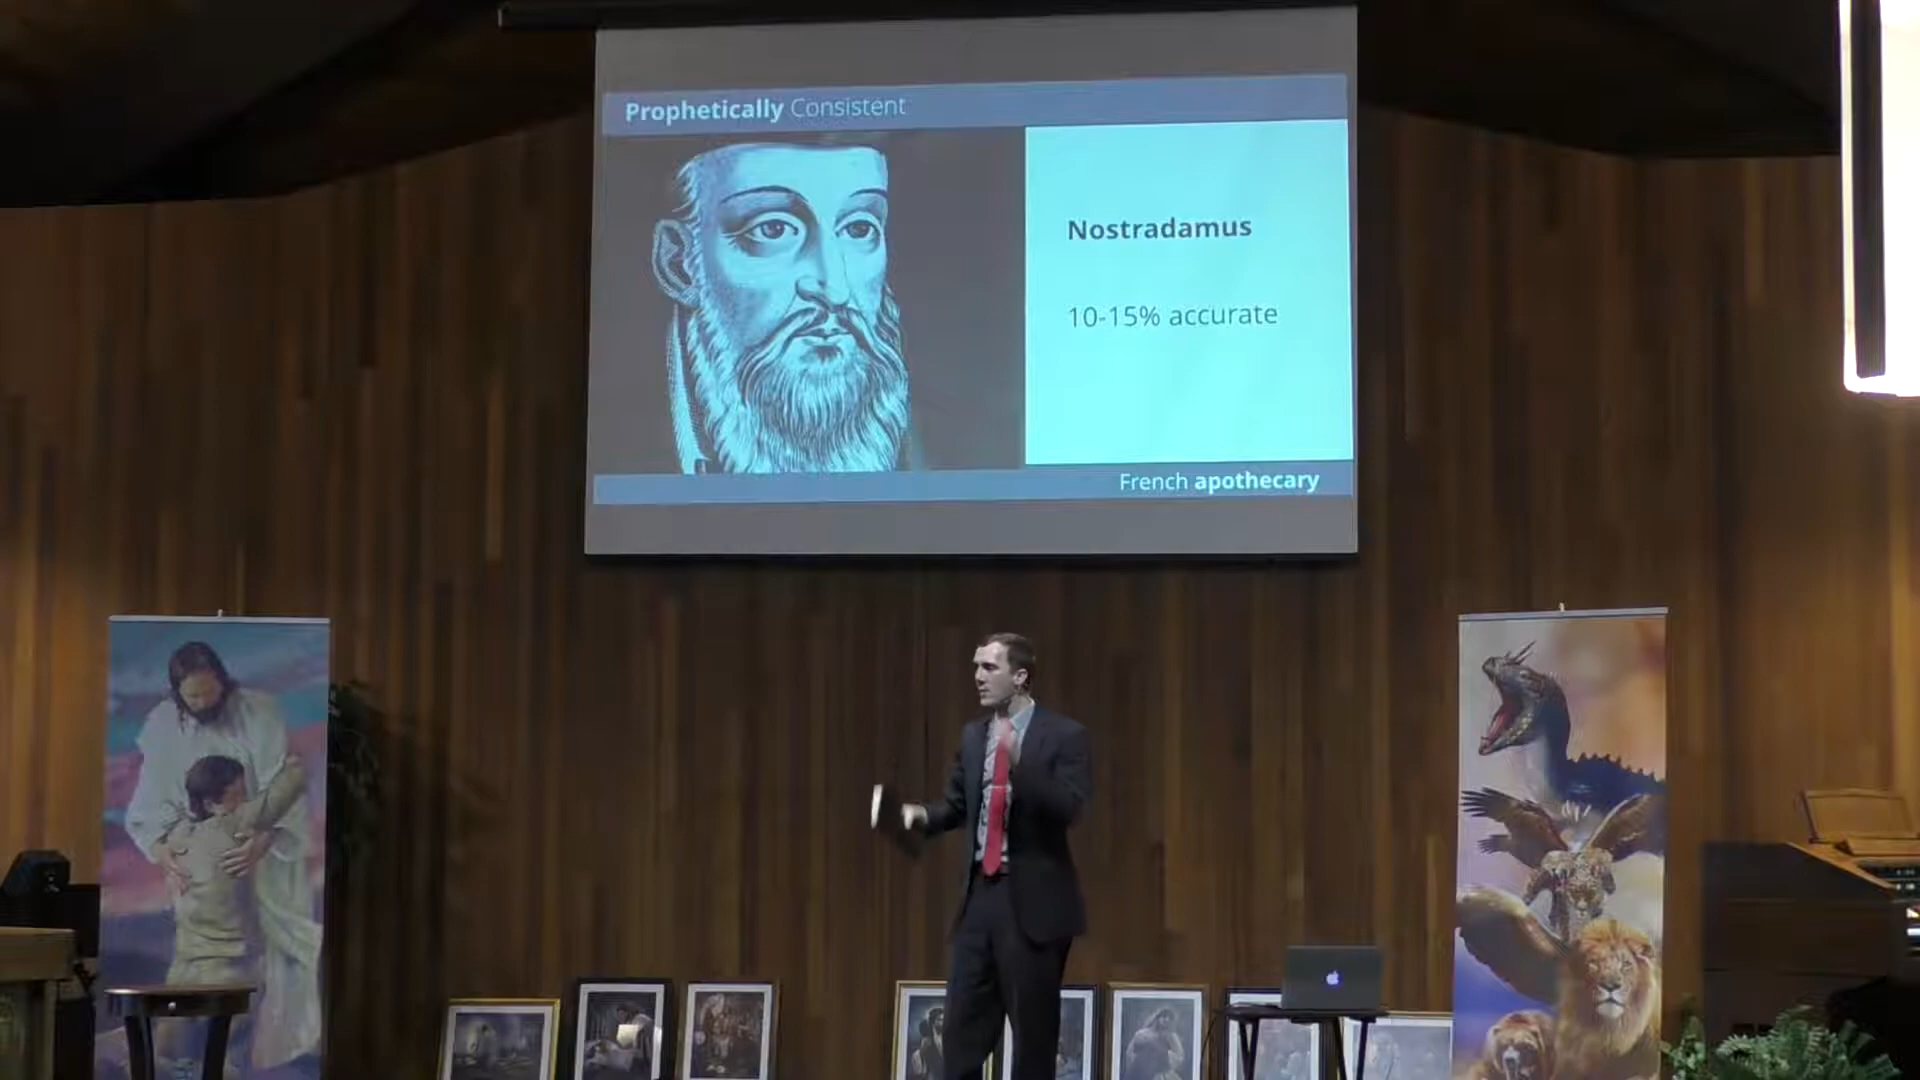 Prophetically Consistent
Nostradamus
10-15% accurate
French apothecary